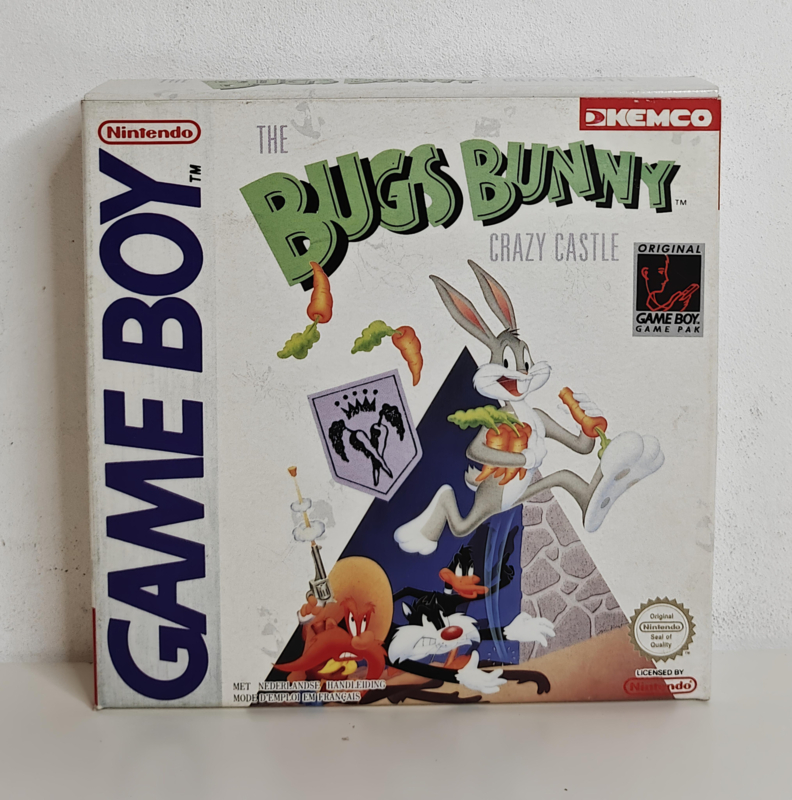 Nintendo
GAME BOY™
KEMCO
THE
BUGS BUNNY™
CRAZY CASTLE
ORIGINAL
GAME BOY
GAME PAK
Original
Nintendo
Seal of
Quality
LICENSED BY
Nintendo
MET NEDERLANDSE HANDLEIDING
MODE D'EMPLOI EN FRANÇAIS